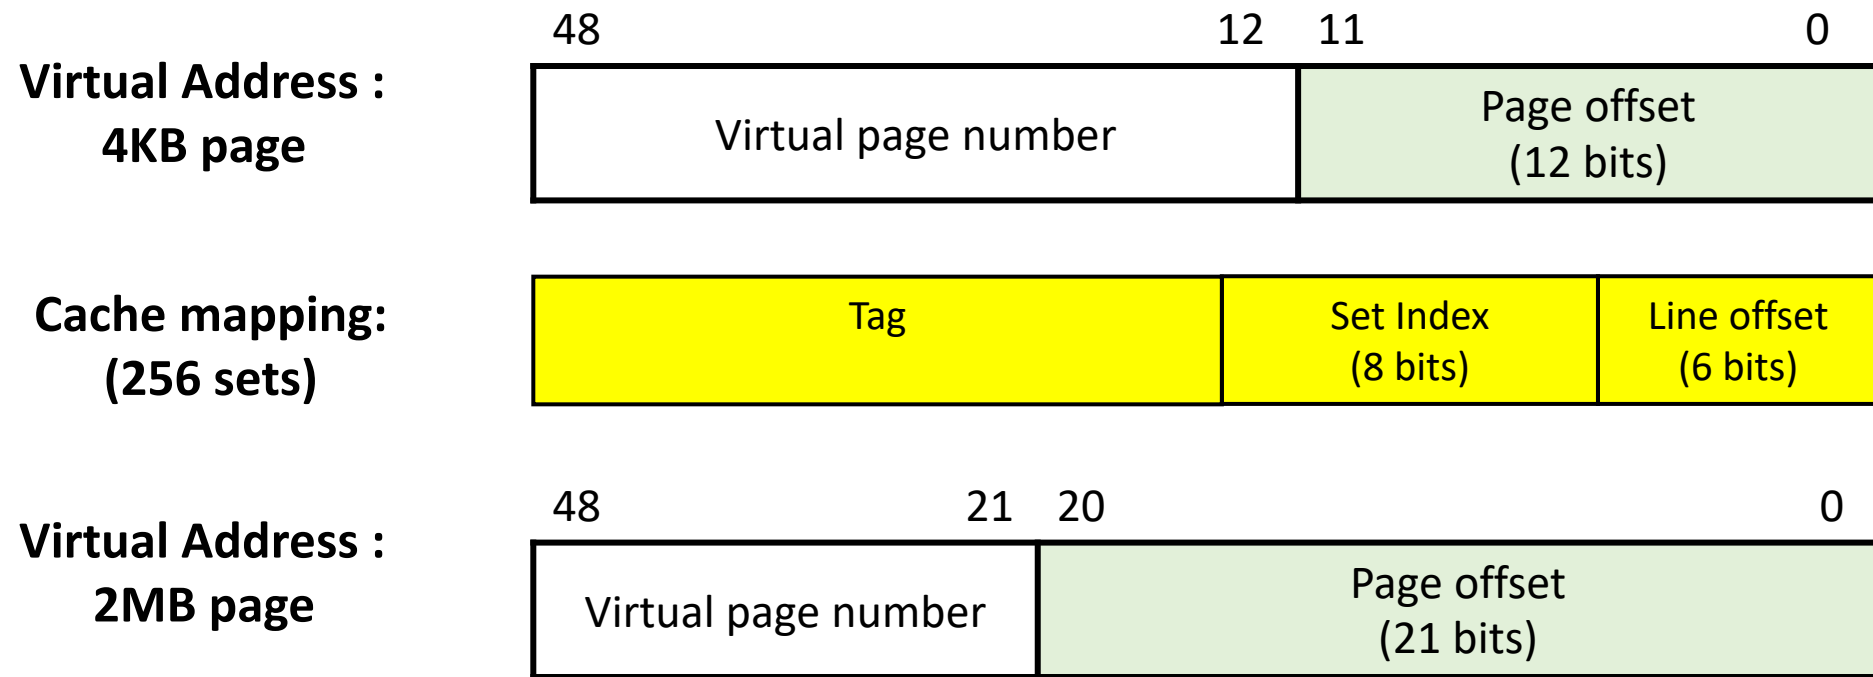 48 12 11 0
Virtual Address :
4KB page
Virtual page number
Page offset
(12 bits)
Cache mapping:
(256 sets)
Tag
Set Index
(8 bits)
Line offset
(6 bits)
48 21 20 0
Virtual Address :
2MB page
Virtual page number
Page offset
(21 bits)